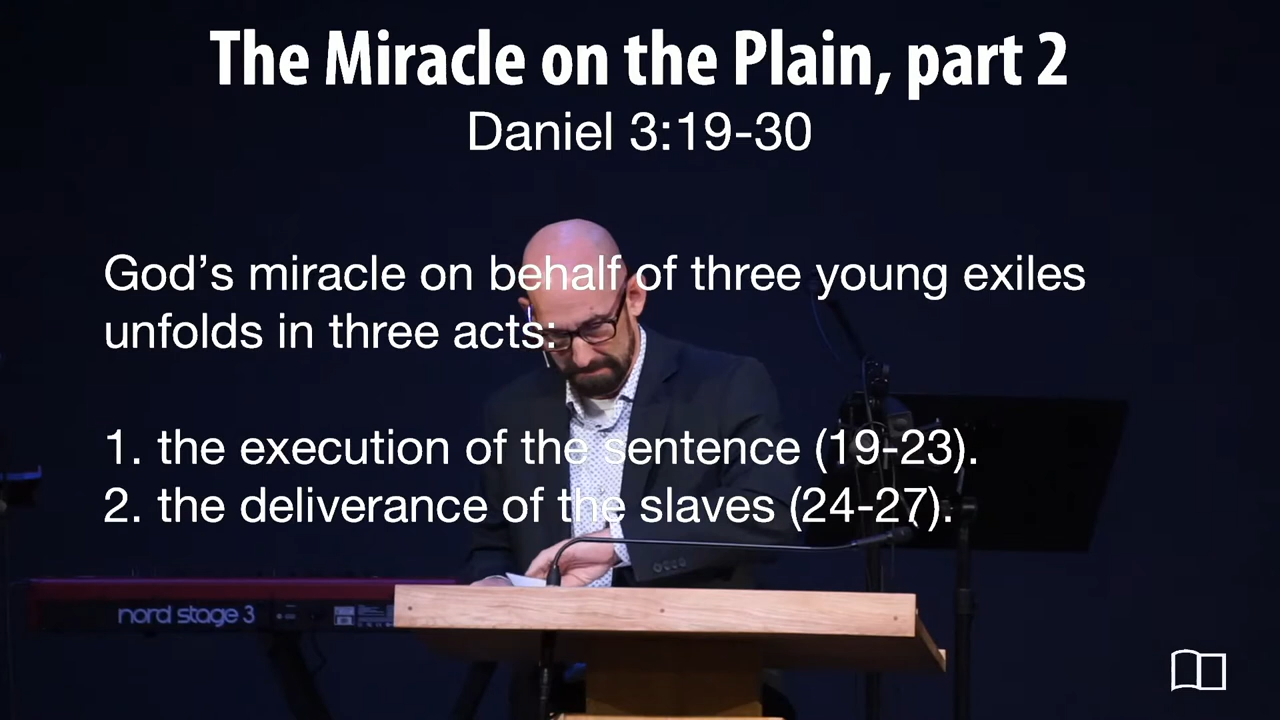 The Miracle on the Plain, part 2
Daniel 3:19-30
God’s miracle on behalf of three young exiles
unfolds in three acts:
1. the execution of the sentence (19-23).
2. the deliverance of the slaves (24-27).
nord stage 3